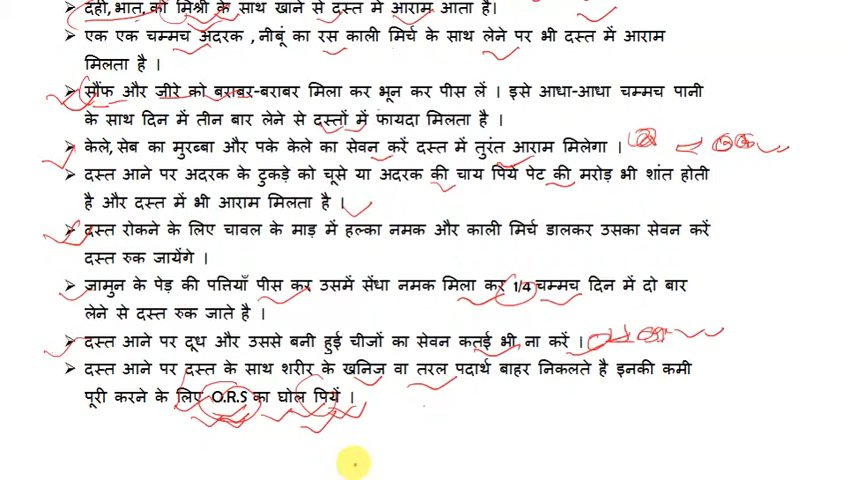 दही, भात, को मिश्री के साथ खाने से दस्त में आराम आता है।
एक एक चम्मच अदरक , नीबूं का रस काली मिर्च के साथ लेने पर भी दस्त में आराम
मिलता है ।
सौंफ और जीरे को बराबर-बराबर मिला कर भून कर पीस लें । इसे आधा-आधा चम्मच पानी
के साथ दिन में तीन बार लेने से दस्तों में फायदा मिलता है ।
केले, सेब का मुरब्बा और पके केले का सेवन करें दस्त में तुरंत आराम मिलेगा ।
दस्त आने पर अदरक के टुकड़े को चूसे या अदरक की चाय पिये पेट की मरोड़ भी शांत होती
है और दस्त में भी आराम मिलता है ।
दस्त रोकने के लिए चावल के माड़ में हल्का नमक और काली मिर्च डालकर उसका सेवन करें
दस्त रुक जायेंगे ।
जामुन के पेड़ की पत्तियाँ पीस कर उसमें सेंधा नमक मिला कर 1/4 चम्मच दिन में दो बार
लेने से दस्त रुक जाते है ।
दस्त आने पर दूध और उससे बनी हुई चीजों का सेवन कतई भी ना करें ।
दस्त आने पर दस्त के साथ शरीर के खनिज वा तरल पदार्थ बाहर निकलते है इनकी कमी
पूरी करने के लिए O.R.S का घोल पियें ।